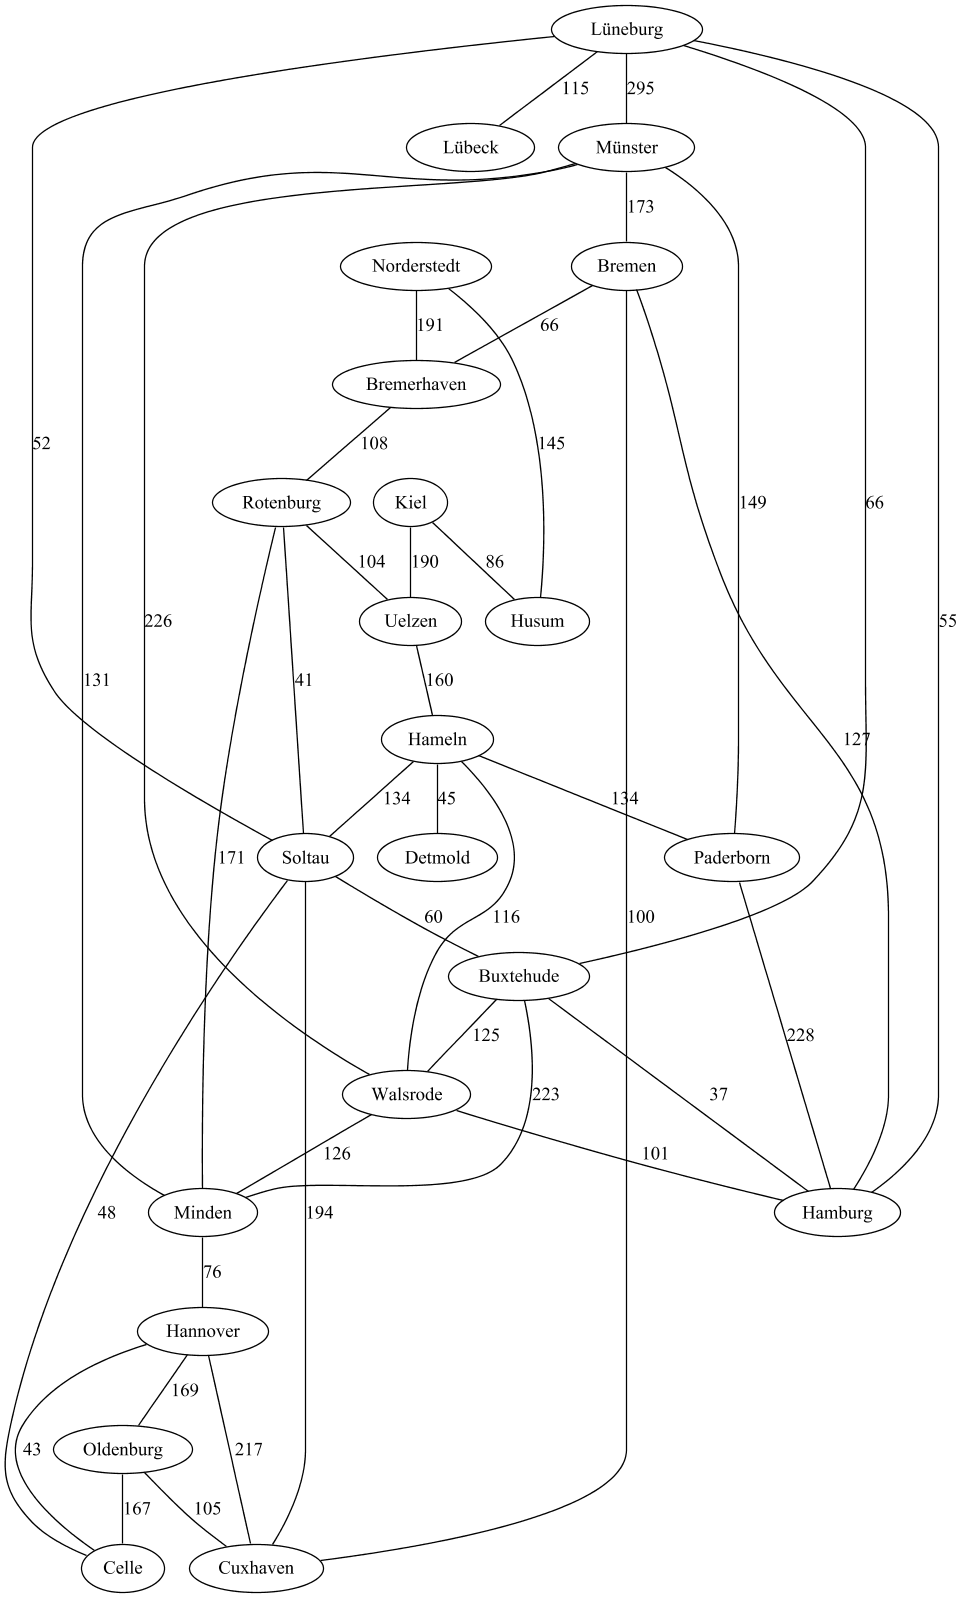 Lüneburg
115
295
Lübeck
Münster
173
Norderstedt
Bremen
191
66
Bremerhaven
52
108
145
149
66
Rotenburg
Kiel
104
190
86
226
Uelzen
Husum
55
131
41
160
Hameln
127
134
45
134
171
Soltau
Detmold
Paderborn
60
116
100
Buxtehude
125
228
Walsrode
223
37
126
101
48
Minden
194
Hamburg
76
Hannover
169
43
Oldenburg
217
167
105
Celle
Cuxhaven